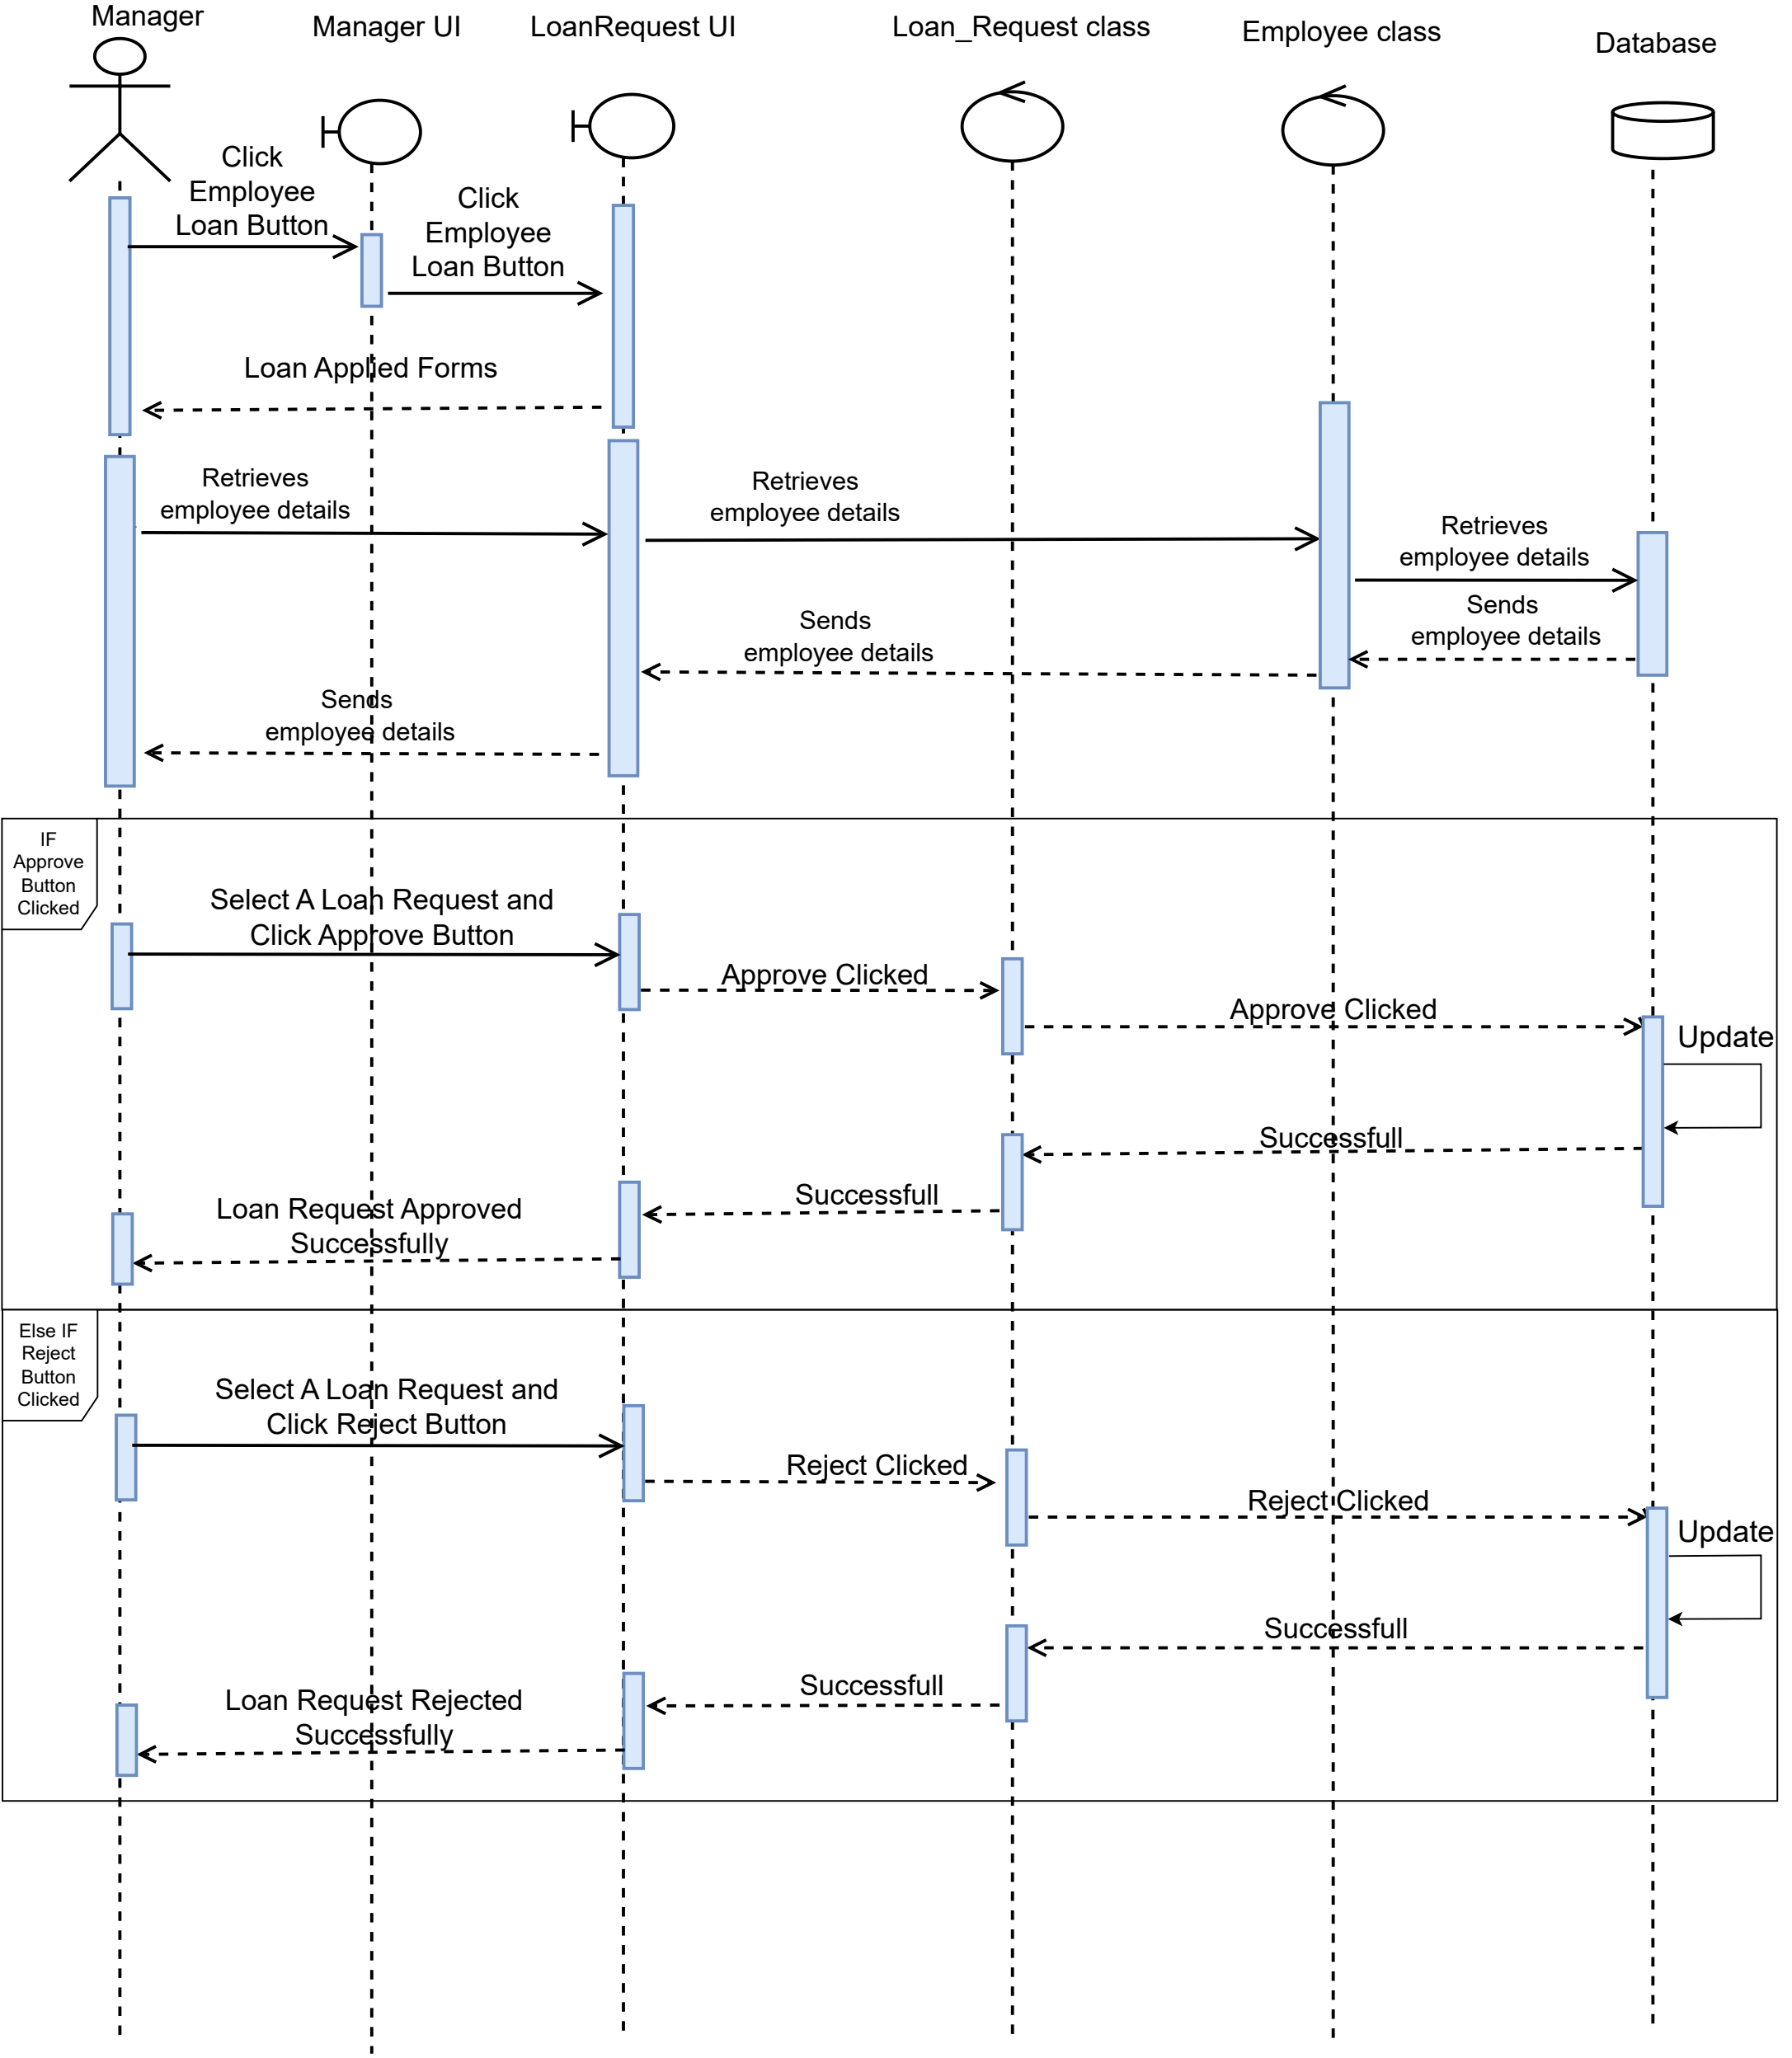 Manager
Manager UI
LoanRequest UI
Loan_Request class
Employee class
Database
Click
Employee
Loan Button
Click
Employee
Loan Button
Loan Applied Forms
Retrieves
employee details
Retrieves
employee details
Retrieves
employee details
Sends
employee details
Sends
employee details
Sends
employee details
IF
Approve
Button
Clicked
Select A Loan Request and
Click Approve Button
Approve Clicked
Approve Clicked
Update
Successfull
Successfull
Loan Request Approved
Successfully
Else IF
Reject
Button
Clicked
Select A Loan Request and
Click Reject Button
Reject Clicked
Reject Clicked
Update
Successfull
Successfull
Loan Request Rejected
Successfully